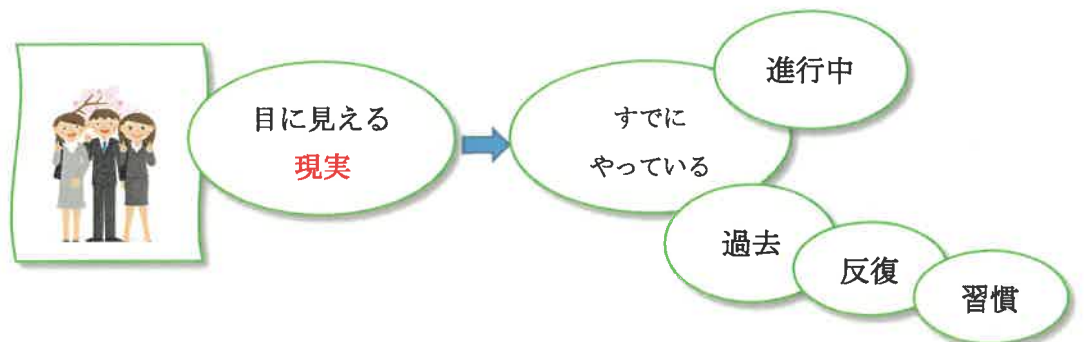 目に見える
現実
すでに
やっている
進行中
過去
反復
習慣